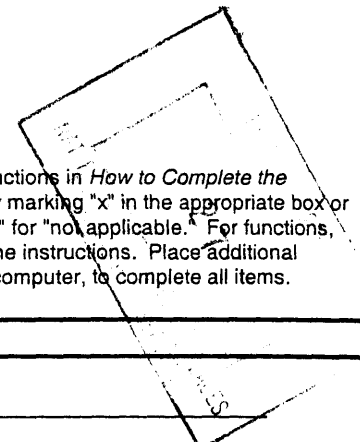 nctions in How to Complete the
marking "x" in the appropriate box or
" for "not applicable." For functions,
ne instructions. Place additional
computer, to complete all items.